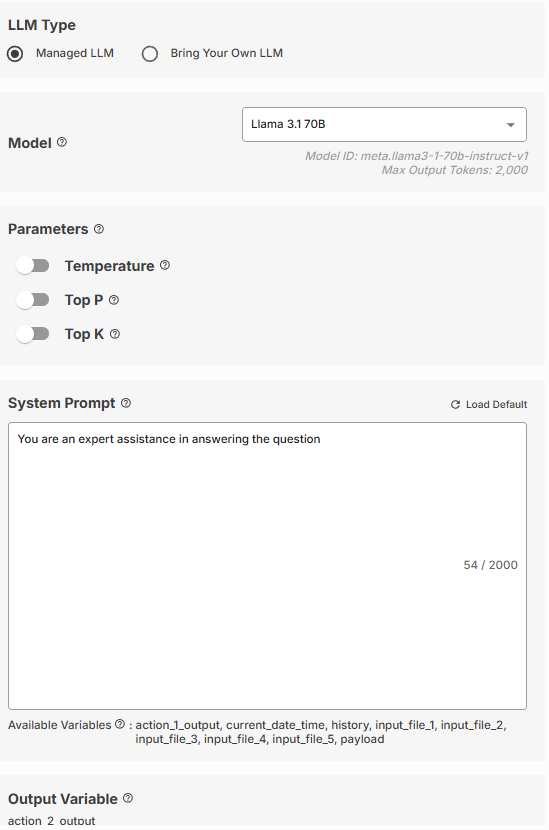 LLM Type
Managed LLM Bring Your Own LLM
Model
Llama 3.1 70B
Model ID: meta.llama3-1-70b-instruct-v1
Max Output Tokens: 2,000
Parameters
Temperature
Top P
Top K
System Prompt Load Default
You are an expert assistance in answering the question
54 / 2000
Available Variables : action_1_output, current_date_time, history, input_file_1, input_file_2,
input_file_3, input_file_4, input_file_5, payload
Output Variable
action_2_output